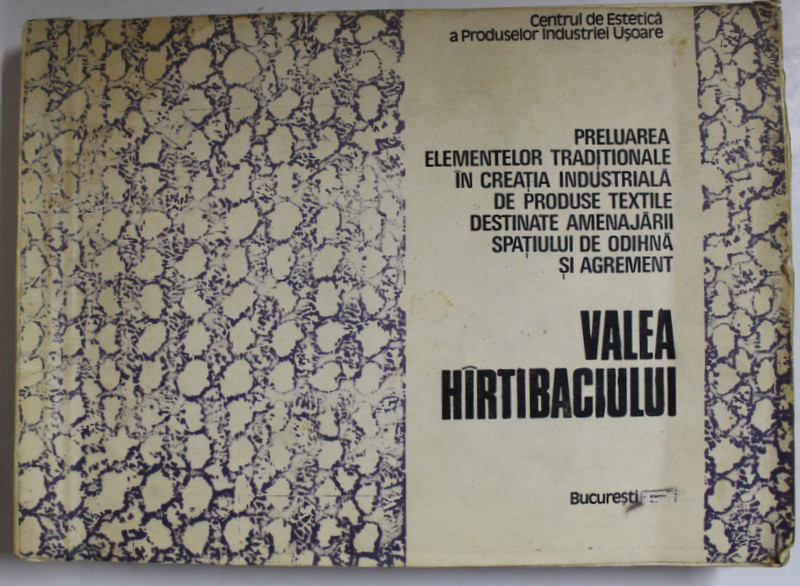 Centrul de Estetică
a Produselor Industriei Ușoare
PRELUAREA
ELEMENTELOR TRADIȚIONALE
ÎN CREAȚIA INDUSTRIALĂ
DE PRODUSE TEXTILE
DESTINATE AMENAJĂRII
SPAȚIULUI DE ODIHNĂ
ȘI AGREMENT
VALEA
HÎRTIBACIULUI
București